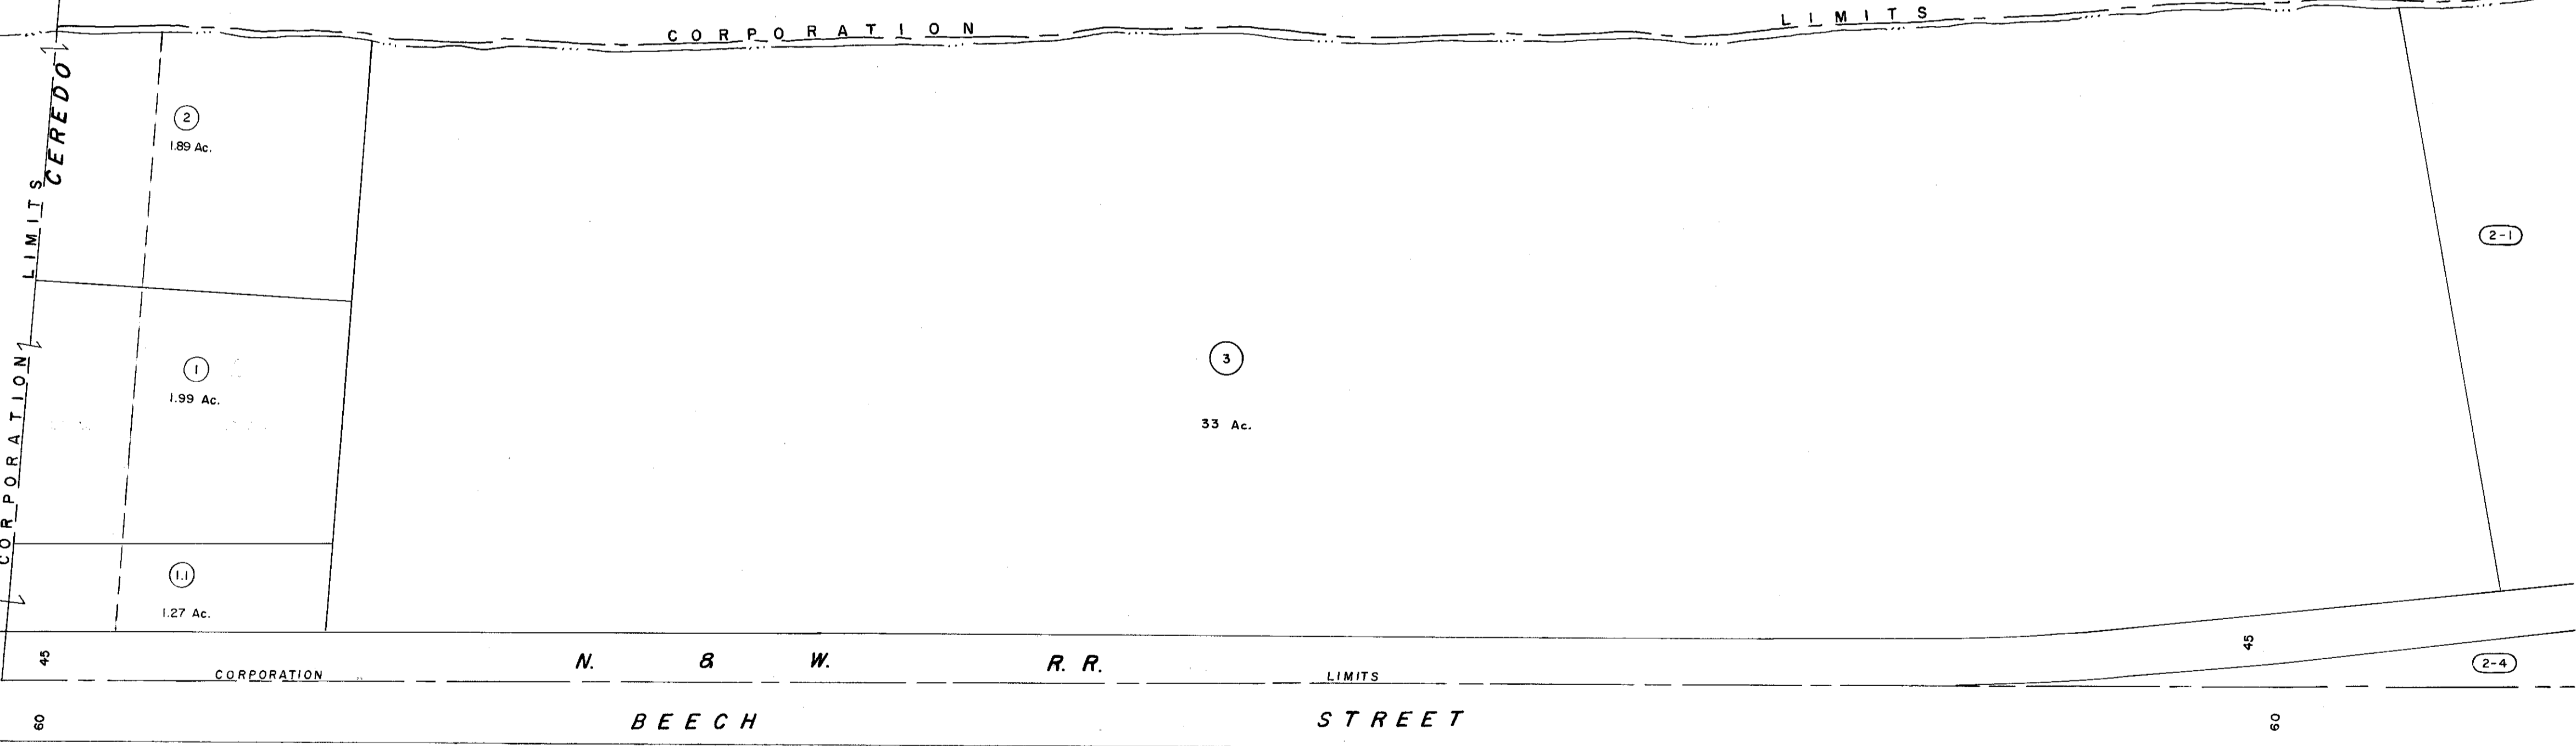 CORPORATION LIMITS
CEREDO
CORPORATION LIMITS
2
1.89 Ac.
2-1
3
33 Ac.
1
1.99 Ac.
1.1
1.27 Ac.
45
N. & W. R. R.
45
CORPORATION LIMITS
2-4
60
BEECH STREET
60